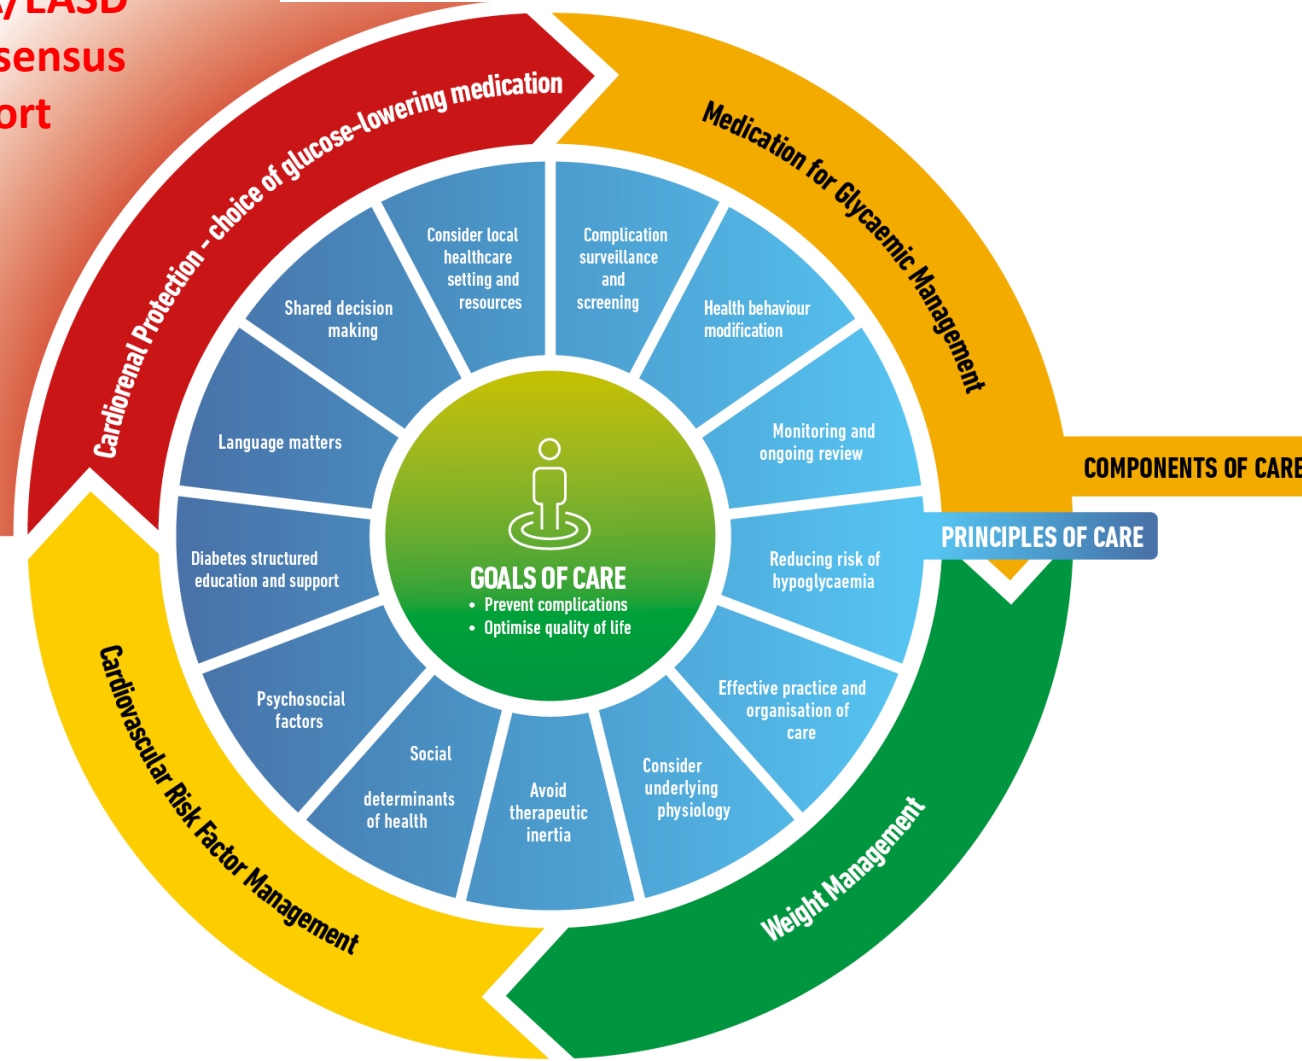 sensus
ort
Cardiorenal Protection - choice of glucose-lowering medication
Medication for Glycaemic Management
Weight Management
Cardiovascular Risk Factor Management
COMPONENTS OF CARE
PRINCIPLES OF CARE
Consider local
healthcare
setting and
resources
Complication
surveillance
and
screening
Health behaviour
modification
Monitoring and
ongoing review
Reducing risk of
hypoglycaemia
Effective practice and
organisation of
care
Consider
underlying
physiology
Avoid
therapeutic
inertia
Social
determinants
of health
Psychosocial
factors
Diabetes structured
education and support
Language matters
Shared decision
making
GOALS OF CARE
• Prevent complications
• Optimise quality of life